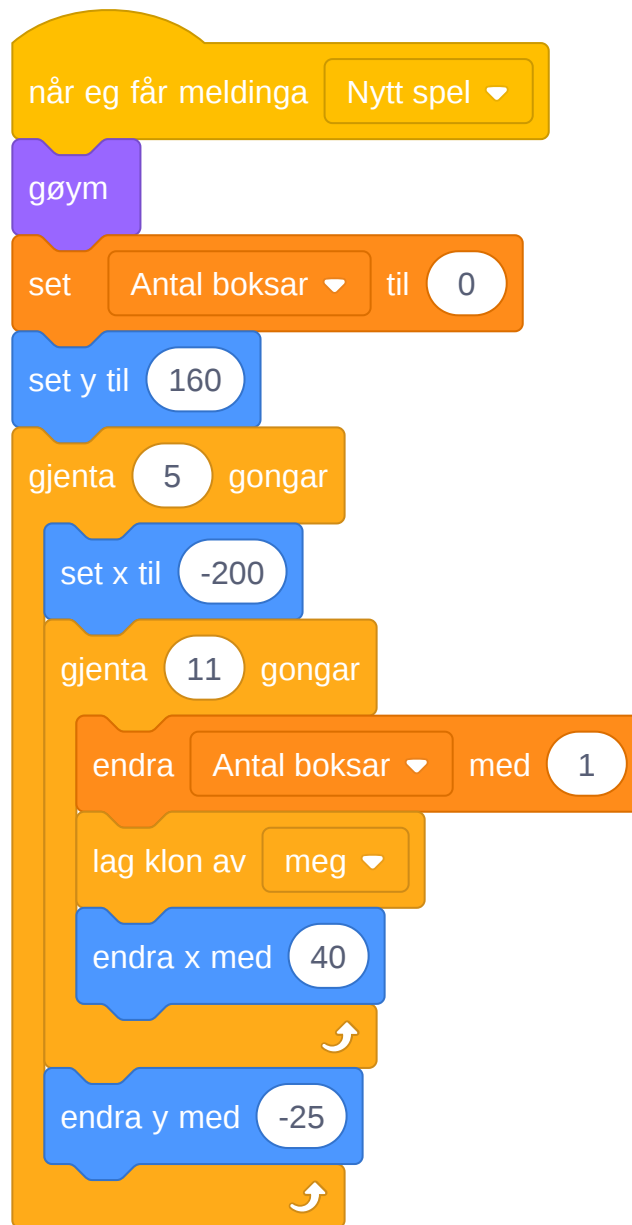 når eg får meldinga Nytt spel
gøym
set Antal boksar til 0
set y til 160
gjenta 5 gongar
set x til -200
gjenta 11 gongar
endra Antal boksar med 1
lag klon av meg
endra x med 40
endra y med -25